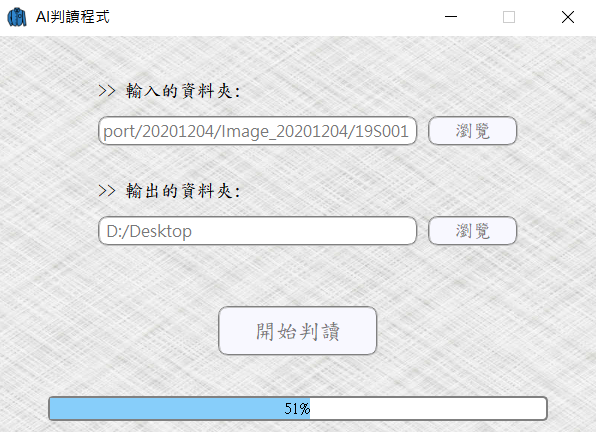 AI判讀程式
>> 輸入的資料夾:
port/20201204/Image_20201204/19S001
瀏覽
>> 輸出的資料夾:
D:/Desktop
瀏覽
開始判讀
51%